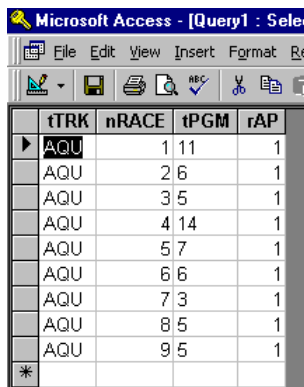 Microsoft Access - [Query1 : Sele
File Edit View Insert Format Re
ABC
tTRK nRACE tPGM rAP
AQU 1 11 1
AQU 2 6 1
AQU 3 5 1
AQU 4 14 1
AQU 5 7 1
AQU 6 6 1
AQU 7 3 1
AQU 8 5 1
AQU 9 5 1
*